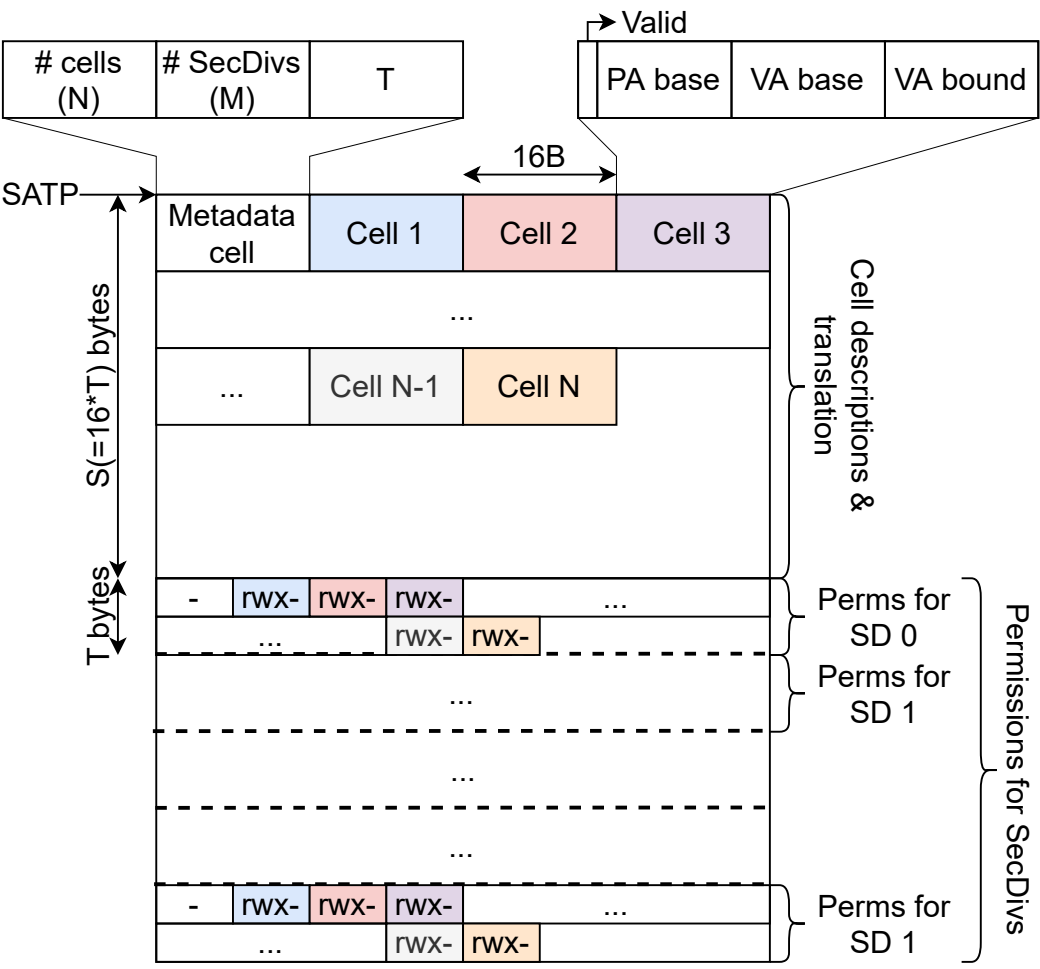 Valid
# cells
(N)
# SecDivs
(M)
T
PA base
VA base
VA bound
16B
SATP
Metadata
cell
Cell 1
Cell 2
Cell 3
...
...
Cell N-1
Cell N
S(=16*T) bytes
Cell descriptions &
translation
T bytes
- rwx- rwx- rwx- ...
... rwx- rwx-
Perms for
SD 0
...
Perms for
SD 1
...
...
- rwx- rwx- rwx- ...
... rwx- rwx-
Perms for
SD 1
Permissions for SecDivs